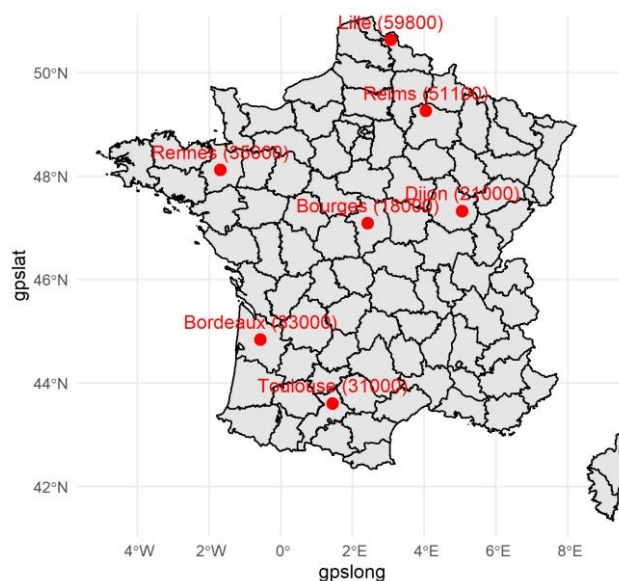 Lille (59800)
50°N
Reims (51100)
Rennes (35000)
48°N
Dijon (21000)
Bourges (18000)
gpslat
46°N
Bordeaux (33000)
44°N
Toulouse (31000)
42°N
4°W
2°W
0°
2°E
4°E
6°E
8°E
gpslong